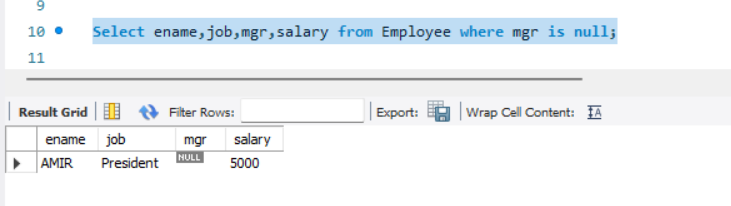 9
10 Select ename,job,mgr,salary from Employee where mgr is null;
11
Result Grid Filter Rows: Export: Wrap Cell Content: IA
ename job mgr salary
AMIR President NULL 5000